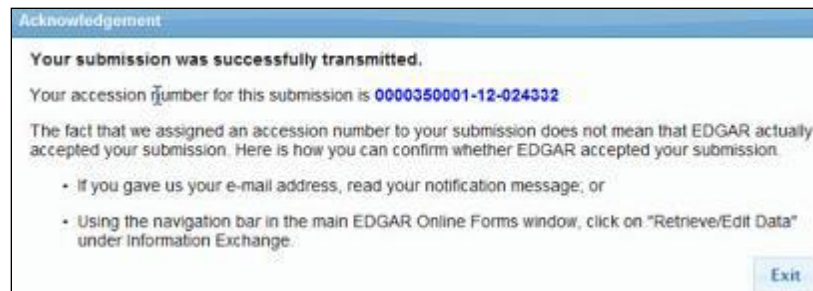 Acknowledgement
Your submission was successfully transmitted.
Your accession number for this submission is 0000350001-12-024332
The fact that we assigned an accession number to your submission does not mean that EDGAR actually
accepted your submission. Here is how you can confirm whether EDGAR accepted your submission.
• If you gave us your e-mail address, read your notification message; or
• Using the navigation bar in the main EDGAR Online Forms window, click on "Retrieve/Edit Data"
under Information Exchange.
Exit